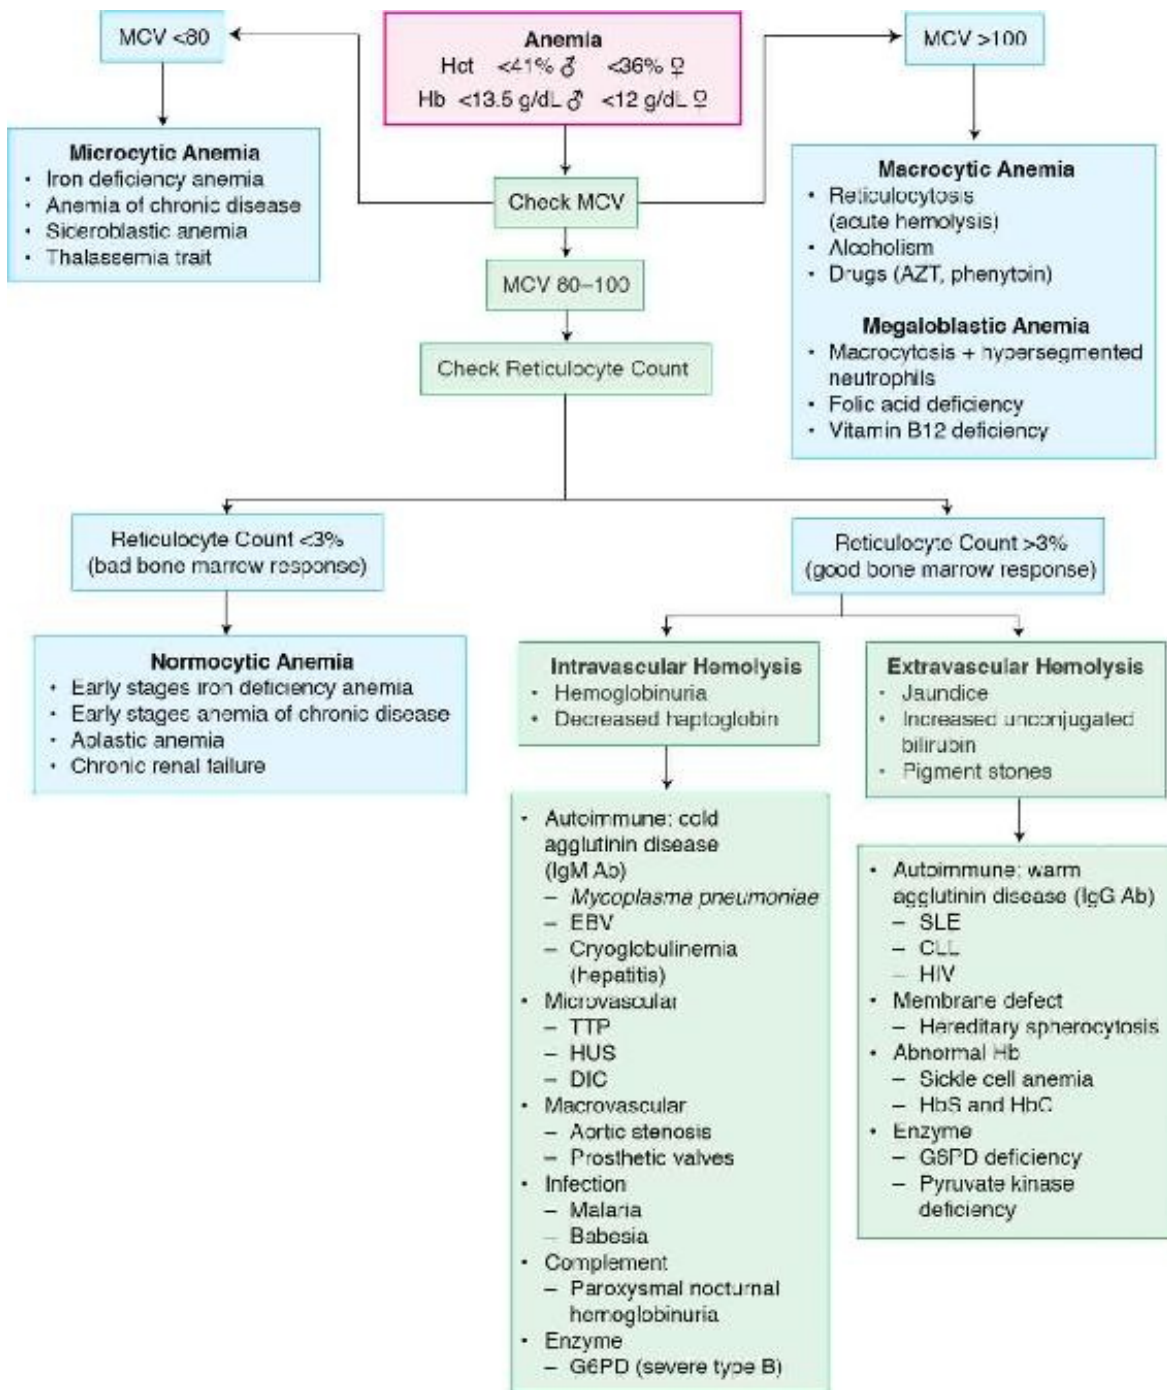 MCV <80
Anemia
Hct <41% ♂ <36% ♀
Hb <13.5 g/dL ♂ <12 g/dL ♀
MCV >100
Microcytic Anemia
• Iron deficiency anemia
• Anemia of chronic disease
• Sideroblastic anemia
• Thalassemia trait
Check MCV
MCV 80–100
Check Reticulocyte Count
Macrocytic Anemia
• Reticulocytosis
(acute hemolysis)
• Alcoholism
• Drugs (AZT, phenytoin)
Megaloblastic Anemia
• Macrocytosis + hypersegmented
neutrophils
• Folic acid deficiency
• Vitamin B12 deficiency
Reticulocyte Count <3%
(bad bone marrow response)
Reticulocyte Count >3%
(good bone marrow response)
Normocytic Anemia
• Early stages iron deficiency anemia
• Early stages anemia of chronic disease
• Aplastic anemia
• Chronic renal failure
Intravascular Hemolysis
• Hemoglobinuria
• Decreased haptoglobin
Extravascular Hemolysis
• Jaundice
• Increased unconjugated
bilirubin
• Pigment stones
• Autoimmune: cold
agglutinin disease
(IgM Ab)
– Mycoplasma pneumoniae
– EBV
– Cryoglobulinemia
(hepatitis)
• Microvascular
– TTP
– HUS
– DIC
• Macrovascular
– Aortic stenosis
– Prosthetic valves
• Infection
– Malaria
– Babesia
• Complement
– Paroxysmal nocturnal
hemoglobinuria
• Enzyme
– G6PD (severe type B)
• Autoimmune: warm
agglutinin disease (IgG Ab)
– SLE
– CLL
– HIV
• Membrane defect
– Hereditary spherocytosis
• Abnormal Hb
– Sickle cell anemia
– HbS and HbC
• Enzyme
– G6PD deficiency
– Pyruvate kinase
deficiency